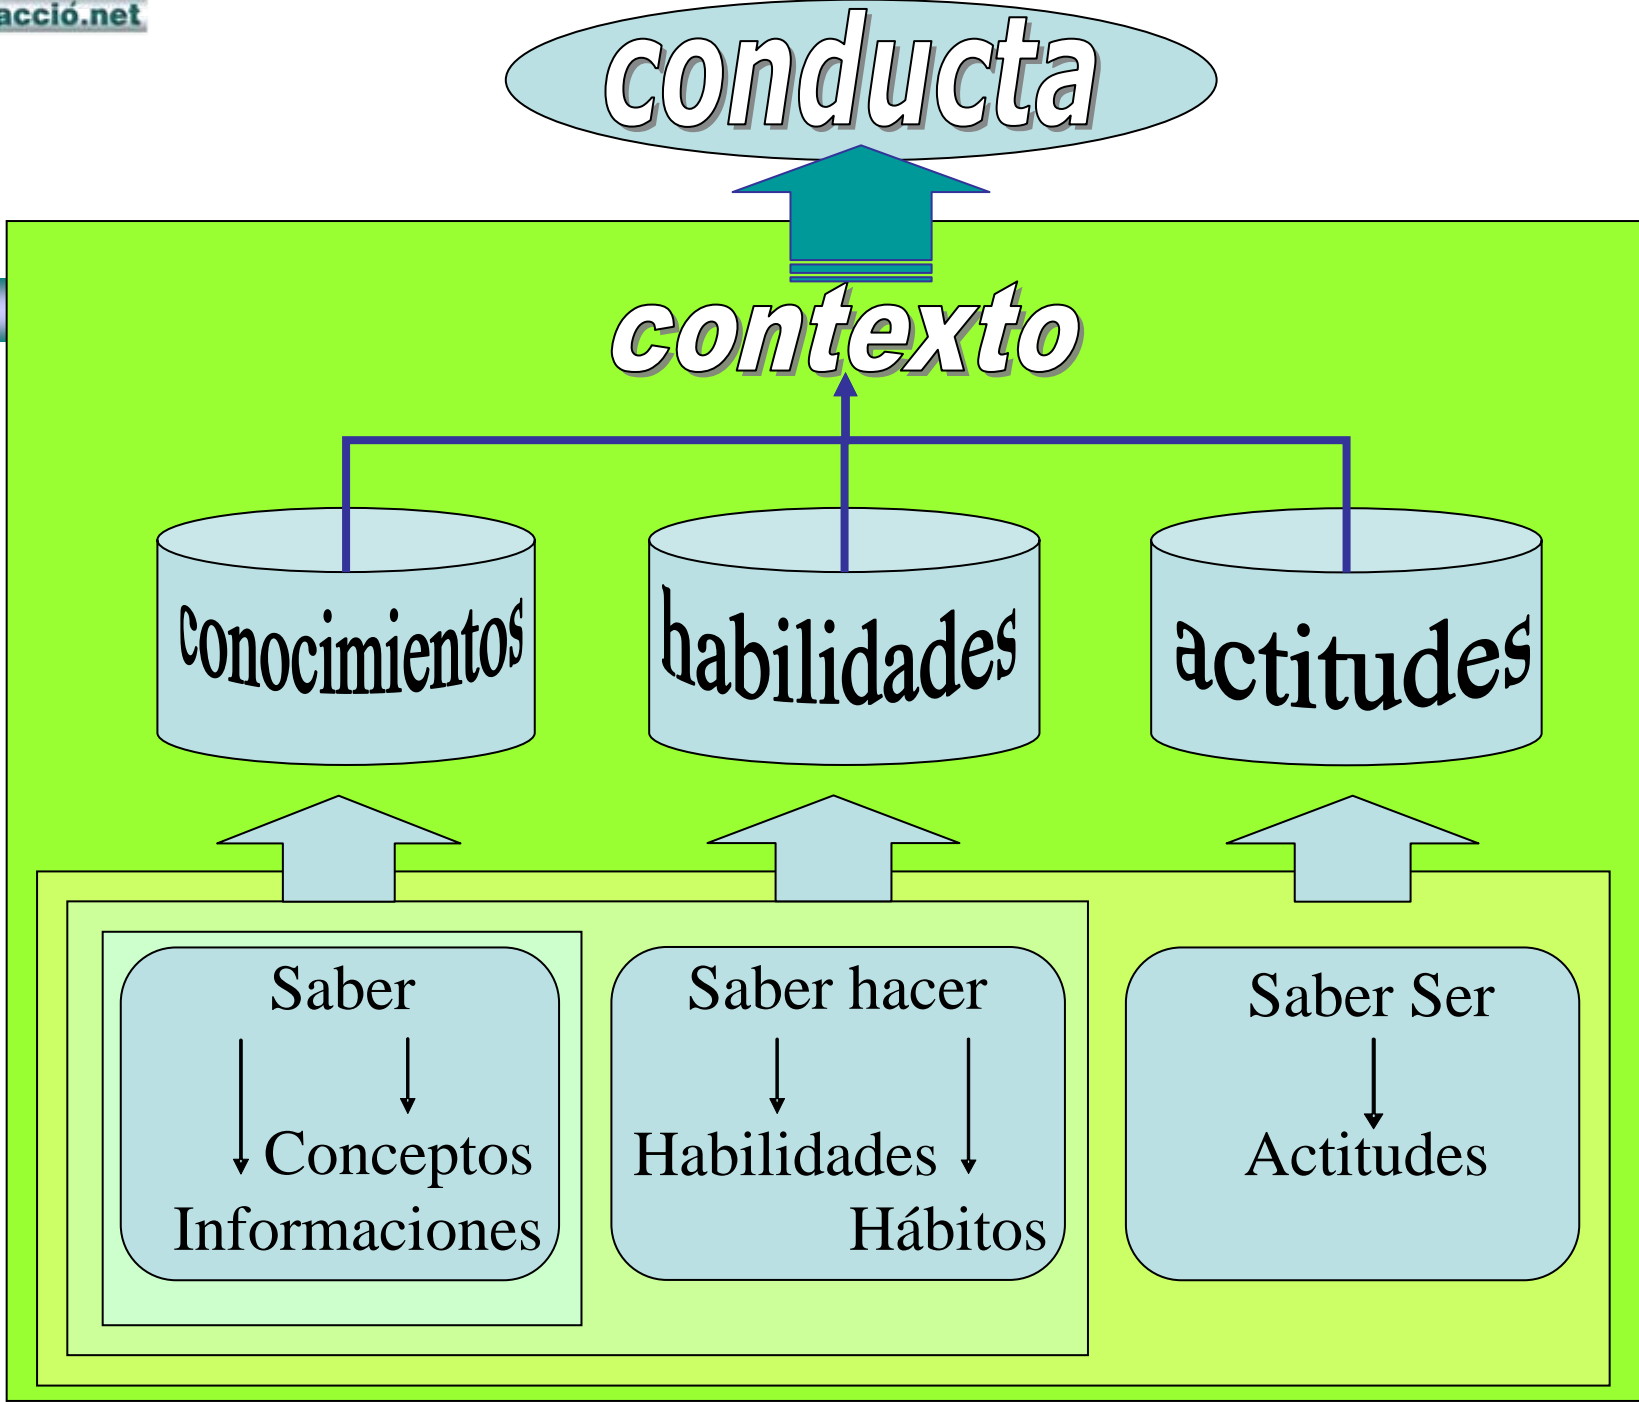 acció.net
conducta
contexto
conocimientos
habilidades
actitudes
Saber
Conceptos
Informaciones
Saber hacer
Habilidades
Hábitos
Saber Ser
Actitudes